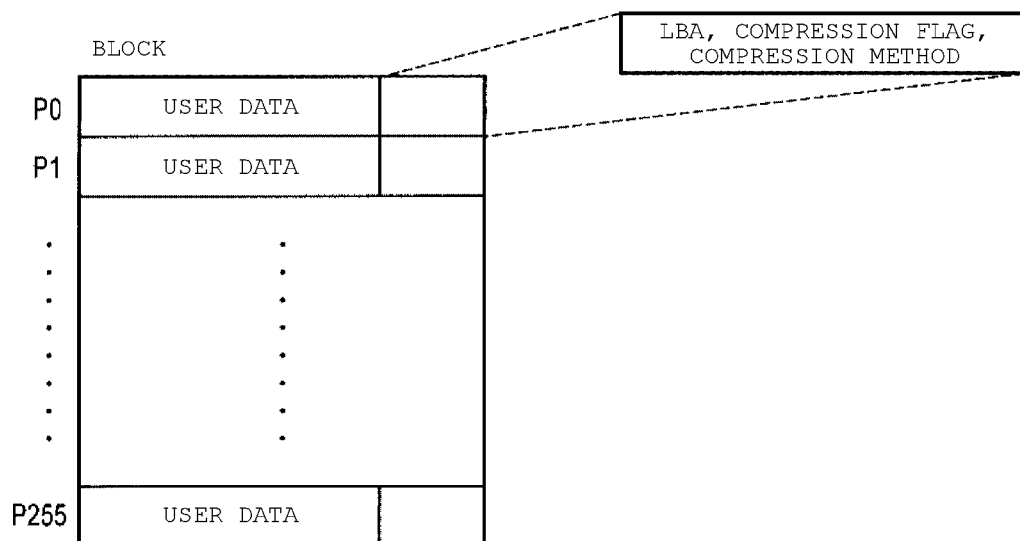 BLOCK
LBA, COMPRESSION FLAG,
COMPRESSION METHOD
P0 USER DATA
P1 USER DATA
P255 USER DATA